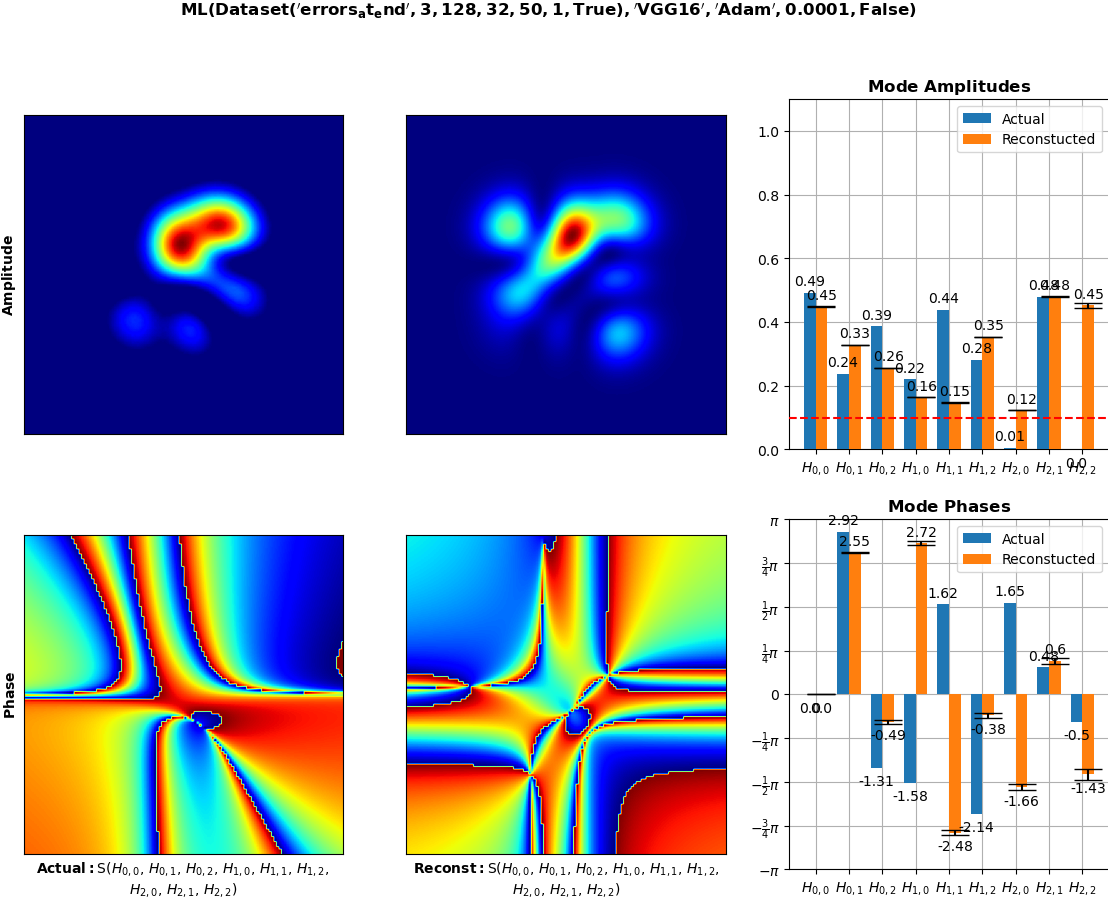 ML(Dataset('errors_at_end', 3, 128, 32, 50, 1, True), 'VGG16', 'Adam', 0.0001, False)
Amplitude
Mode Amplitudes
Actual
Reconstucted
1.0
0.8
0.6
0.4
0.2
0.0
0.49
0.45
0.24
0.33
0.39
0.26
0.22
0.16
0.44
0.15
0.28
0.35
0.01
0.12
0.48
0.48
0.0
0.45
H0,0 H0,1 H0,2 H1,0 H1,1 H1,2 H2,0 H2,1 H2,2
Phase
Actual: S(H0,0, H0,1, H0,2, H1,0, H1,1, H1,2,
H2,0, H2,1, H2,2)
Reconst: S(H0,0, H0,1, H0,2, H1,0, H1,1, H1,2,
H2,0, H2,1, H2,2)
Mode Phases
Actual
Reconstucted
π
3/4π
1/2π
1/4π
0
−1/4π
−1/2π
−3/4π
−π
0.0
0.0
2.92
2.55
-1.31
-0.49
-1.58
2.72
1.62
-2.48
-2.14
-0.38
1.65
-1.66
0.48
0.6
-0.5
-1.43
H0,0 H0,1 H0,2 H1,0 H1,1 H1,2 H2,0 H2,1 H2,2